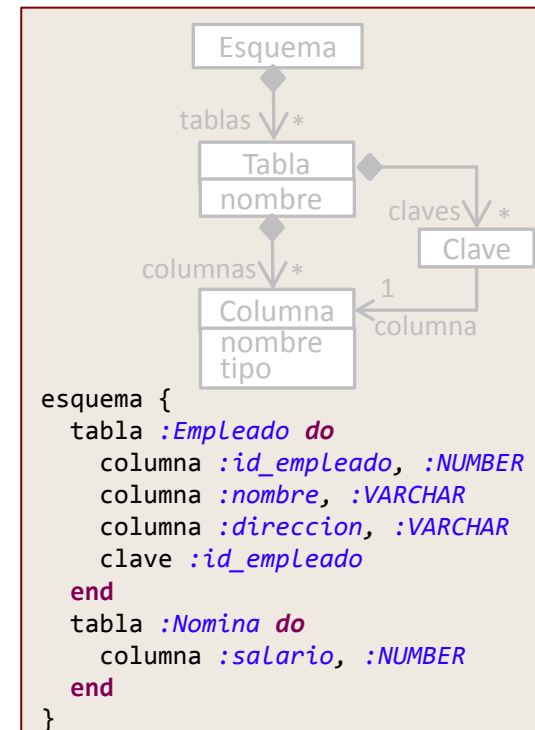 Esquema
tablas *
Tabla
nombre
claves *
Clave
columnas *
1
Columna
columna
nombre
tipo
esquema {
tabla :Empleado do
columna :id_empleado, :NUMBER
columna :nombre, :VARCHAR
columna :direccion, :VARCHAR
clave :id_empleado
end
tabla :Nomina do
columna :salario, :NUMBER
end
}